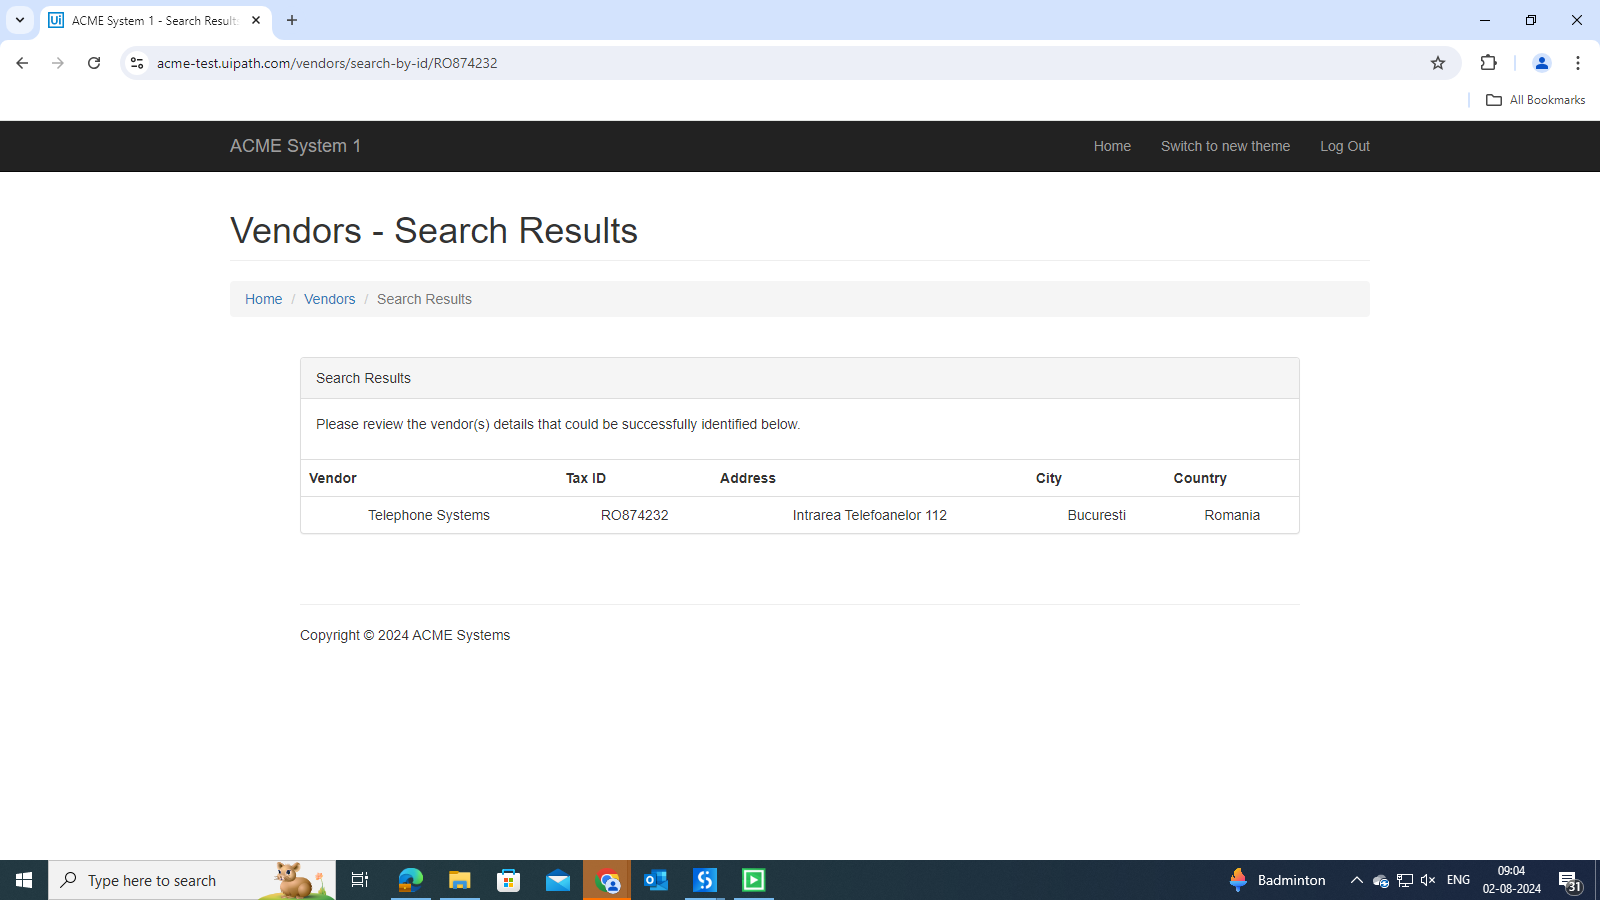 ACME System 1 - Search Results
acme-test.uipath.com/vendors/search-by-id/RO874232
All Bookmarks
ACME System 1
Home
Switch to new theme
Log Out
Vendors - Search Results
Home / Vendors / Search Results
Search Results
Please review the vendor(s) details that could be successfully identified below.
Vendor Tax ID Address City Country
Telephone Systems RO874232 Intrarea Telefoanelor 112 Bucuresti Romania
Copyright © 2024 ACME Systems
Type here to search
Badminton
ENG
09:04
02-08-2024
31